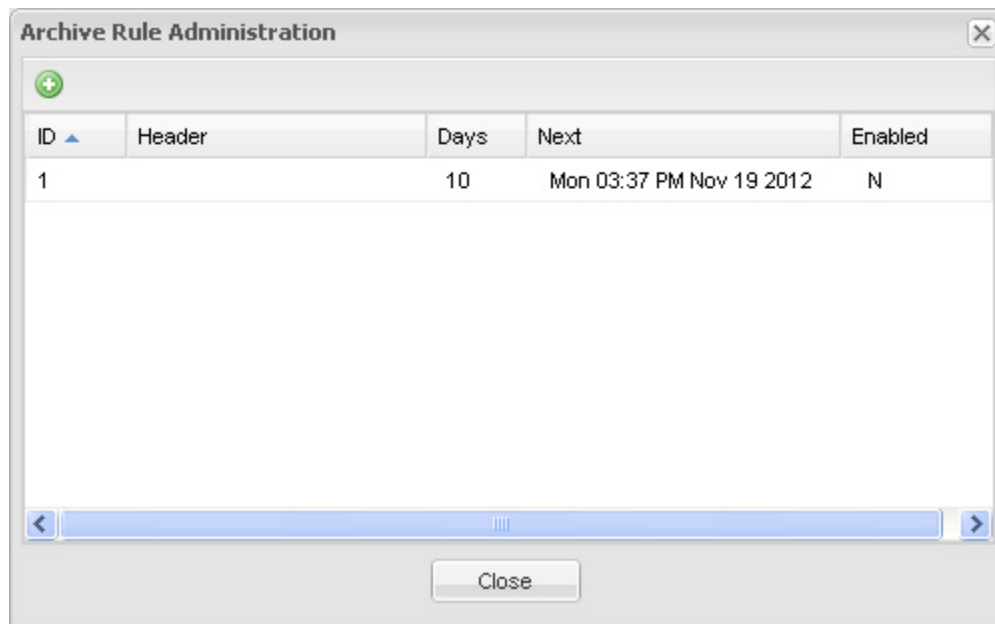 Archive Rule Administration
ID Header Days Next Enabled
1 10 Mon 03:37 PM Nov 19 2012 N
Close